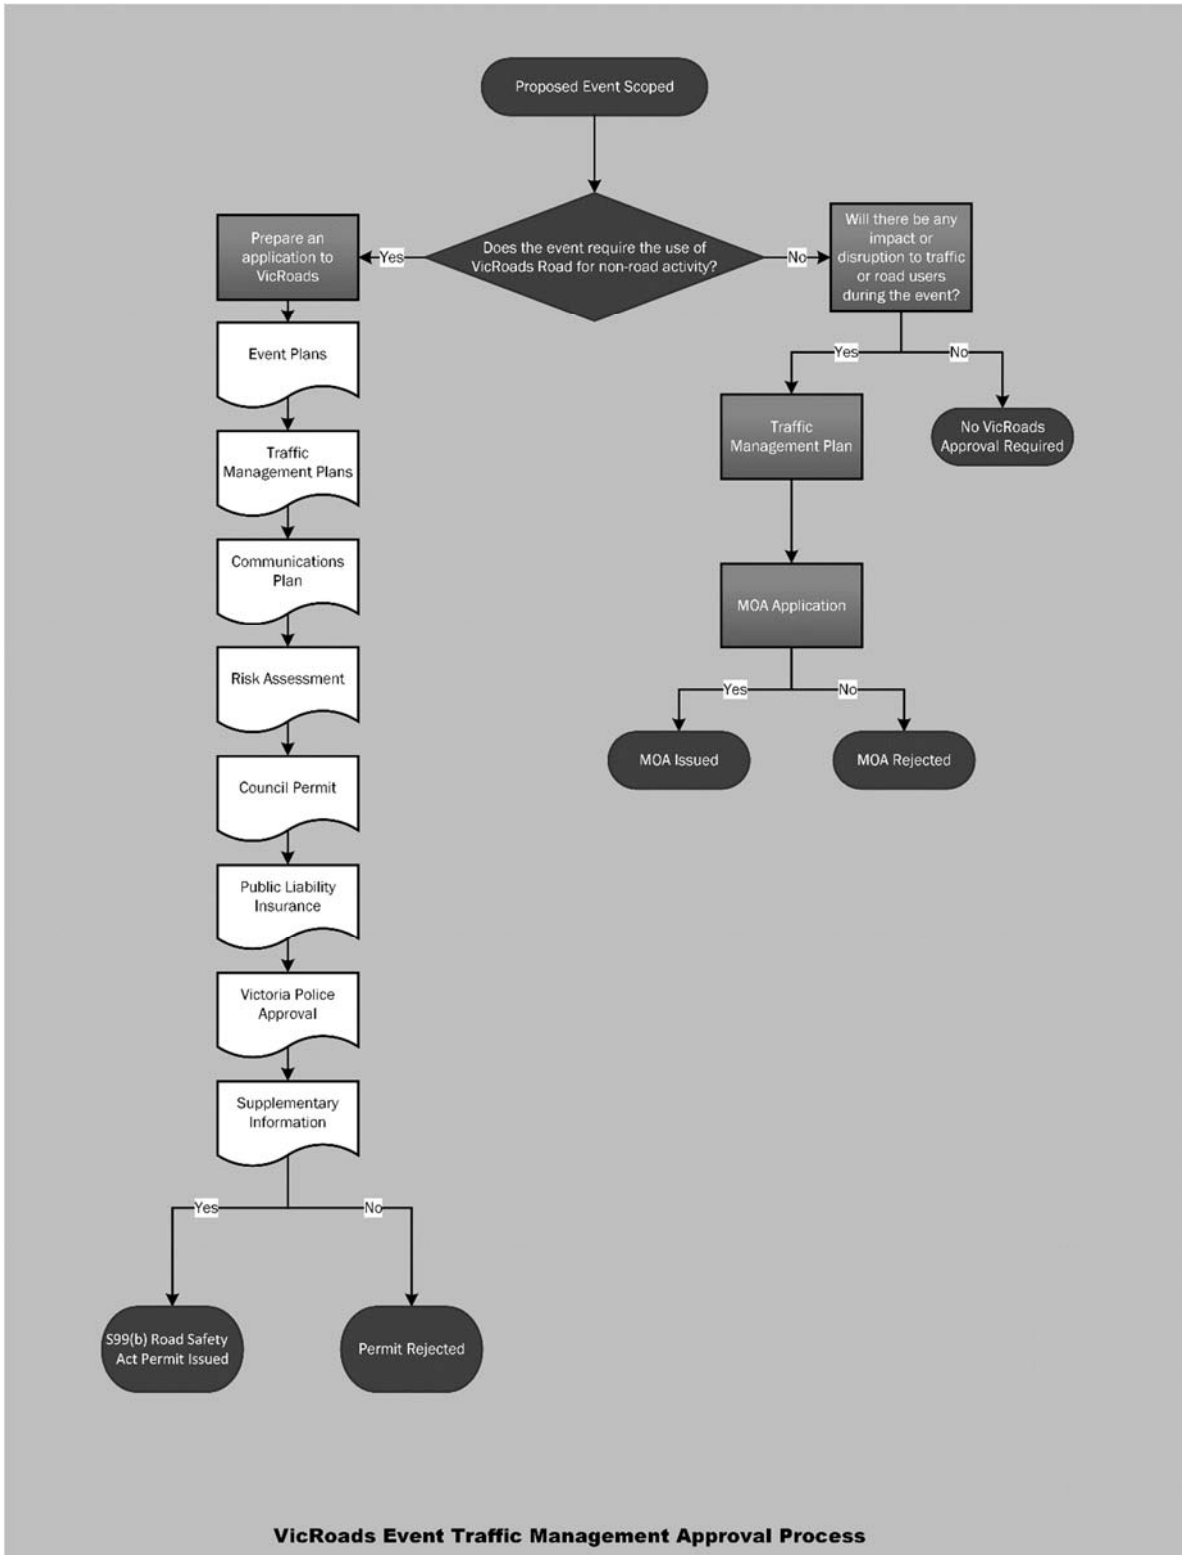 Proposed Event Scoped
Does the event require the use of
VicRoads Road for non-road activity?
Yes
No
Prepare an
application to
VicRoads
Event Plans
Traffic
Management Plans
Communications
Plan
Risk Assessment
Council Permit
Public Liability
Insurance
Victoria Police
Approval
Supplementary
Information
Yes
No
S99(b) Road Safety
Act Permit Issued
Permit Rejected
Will there be any
impact or
disruption to traffic
or road users
during the event?
Yes
No
Traffic
Management Plan
No VicRoads
Approval Required
MOA Application
Yes
No
MOA Issued
MOA Rejected
VicRoads Event Traffic Management Approval Process